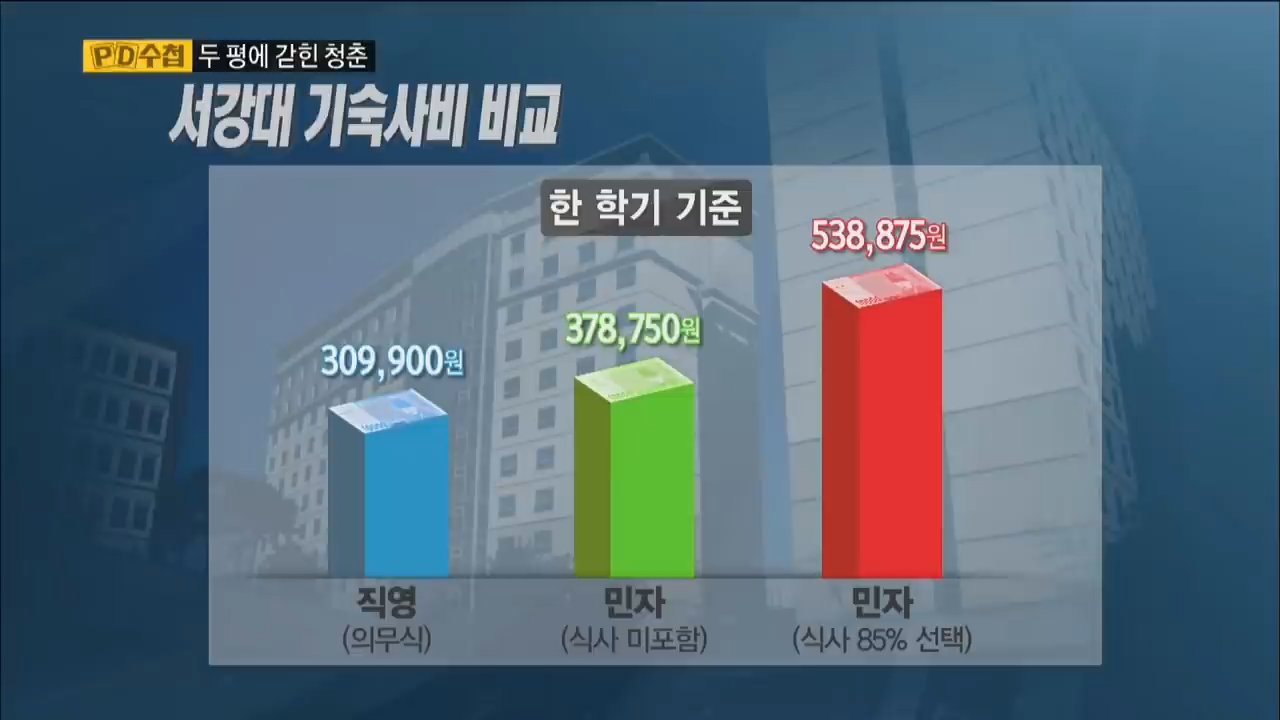 PD수첩 두 평에 갇힌 청춘
서강대 기숙사비 비교
한 학기 기준
538,875원
378,750원
309,900원
직영 민자 민자
(의무식) (식사 미포함) (식사 85% 선택)